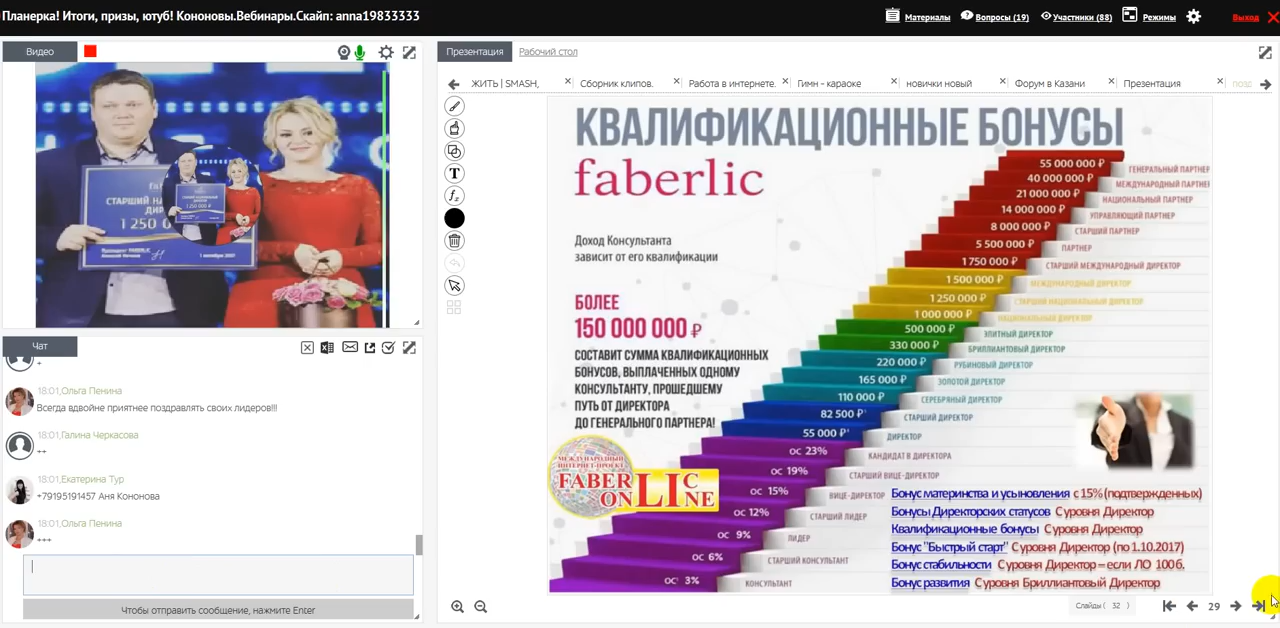 Планерка! Итоги, призы, ютуб! Кононовы.Вебинары.Скайп: anna19833333
Материалы
Вопросы (19)
Участники (88)
Режимы
Выход
Видео
СТАРШИЙ НА
ДИР
1 250 0
Чат
+
18:01,Ольга Пенина
Всегда вдвойне приятнее поздравлять своих лидеров!!!
18:01,Галина Черкасова
++
18:01,Екатерина Тур
+79195191457 Аня Кононова
18:01,Ольга Пенина
+++
Чтобы отправить сообщение, нажмите Enter
Презентация
Рабочий стол
ЖИТЬ | SMASH,
Сборник клипов.
Работа в интернете.
Гимн - караоке
новички новый
Форум в Казани
Презентация
позд
КВАЛИФИКАЦИОННЫЕ БОНУСЫ
faberlic
Доход Консультанта
зависит от его квалификации
БОЛЕЕ
150 000 000 ₽
СОСТАВИТ СУММА КВАЛИФИКАЦИОННЫХ
БОНУСОВ, ВЫПЛАЧЕННЫХ ОДНОМУ
КОНСУЛЬТАНТУ, ПРОШЕДШЕМУ
ПУТЬ ОТ ДИРЕКТОРА
ДО ГЕНЕРАЛЬНОГО ПАРТНЕРА!
МЕЖДУНАРОДНЫЙ
ИНТЕРНЕТ-ПРОЕКТ
FABERLIC
ONLINE
55 000 000 ₽ ГЕНЕРАЛЬНЫЙ ПАРТНЕР
40 000 000 ₽ МЕЖДУНАРОДНЫЙ ПАРТНЕР
21 000 000 ₽ НАЦИОНАЛЬНЫЙ ПАРТНЕР
14 000 000 ₽ УПРАВЛЯЮЩИЙ ПАРТНЕР
8 000 000 ₽ СТАРШИЙ ПАРТНЕР
5 500 000 ₽ ПАРТНЕР
1 750 000 ₽ СТАРШИЙ МЕЖДУНАРОДНЫЙ ДИРЕКТОР
1 500 000 ₽ МЕЖДУНАРОДНЫЙ ДИРЕКТОР
1 250 000 ₽ СТАРШИЙ НАЦИОНАЛЬНЫЙ ДИРЕКТОР
1 000 000 ₽ НАЦИОНАЛЬНЫЙ ДИРЕКТОР
500 000 ₽ ЭЛИТНЫЙ ДИРЕКТОР
330 000 ₽ БРИЛЛИАНТОВЫЙ ДИРЕКТОР
220 000 ₽ РУБИНОВЫЙ ДИРЕКТОР
165 000 ₽ ЗОЛОТОЙ ДИРЕКТОР
110 000 ₽ СЕРЕБРЯНЫЙ ДИРЕКТОР
82 500 ₽ СТАРШИЙ ДИРЕКТОР
55 000 ₽ ДИРЕКТОР
ОС 23% КАНДИДАТ В ДИРЕКТОРА
ОС 19% СТАРШИЙ ВИЦЕ-ДИРЕКТОР
ОС 15% ВИЦЕ-ДИРЕКТОР
ОС 12% СТАРШИЙ ЛИДЕР
ОС 9% ЛИДЕР
ОС 6% СТАРШИЙ КОНСУЛЬТАНТ
ОС 3% КОНСУЛЬТАНТ
Бонус материнства и усыновления с 15% (подтвержденных)
Бонусы Директорских статусов С уровня Директор
Квалификационные бонусы С уровня Директор
Бонус "Быстрый старт" С уровня Директор (по 1.10.2017)
Бонус стабильности С уровня Директор – если ЛО 100б.
Бонус развития С уровня Бриллиантовый Директор
Слайды ( 32 )
29